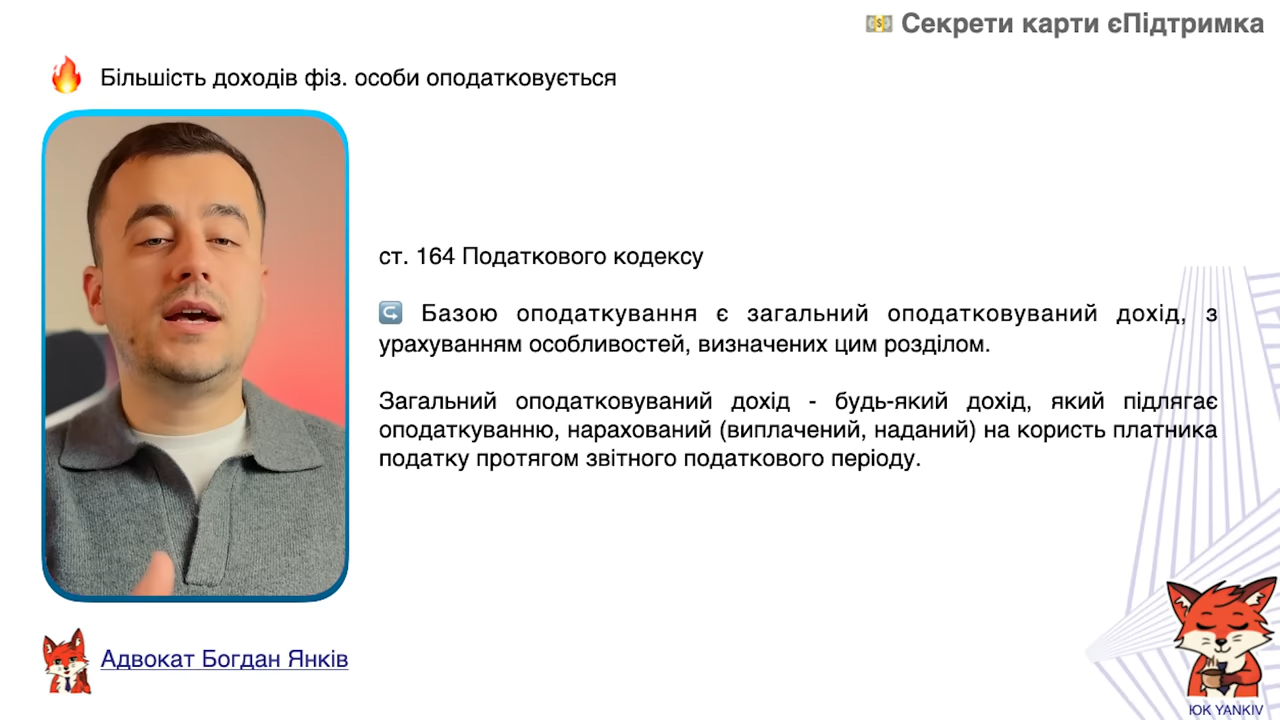 Секрети карти єПідтримка
Більшість доходів фіз. особи оподатковується
ст. 164 Податкового кодексу
Базою оподаткування є загальний оподатковуваний дохід, з
урахуванням особливостей, визначених цим розділом.
Загальний оподатковуваний дохід - будь-який дохід, який підлягає
оподаткуванню, нарахований (виплачений, наданий) на користь платника
податку протягом звітного податкового періоду.
Адвокат Богдан Янків
ЮК YANKIV